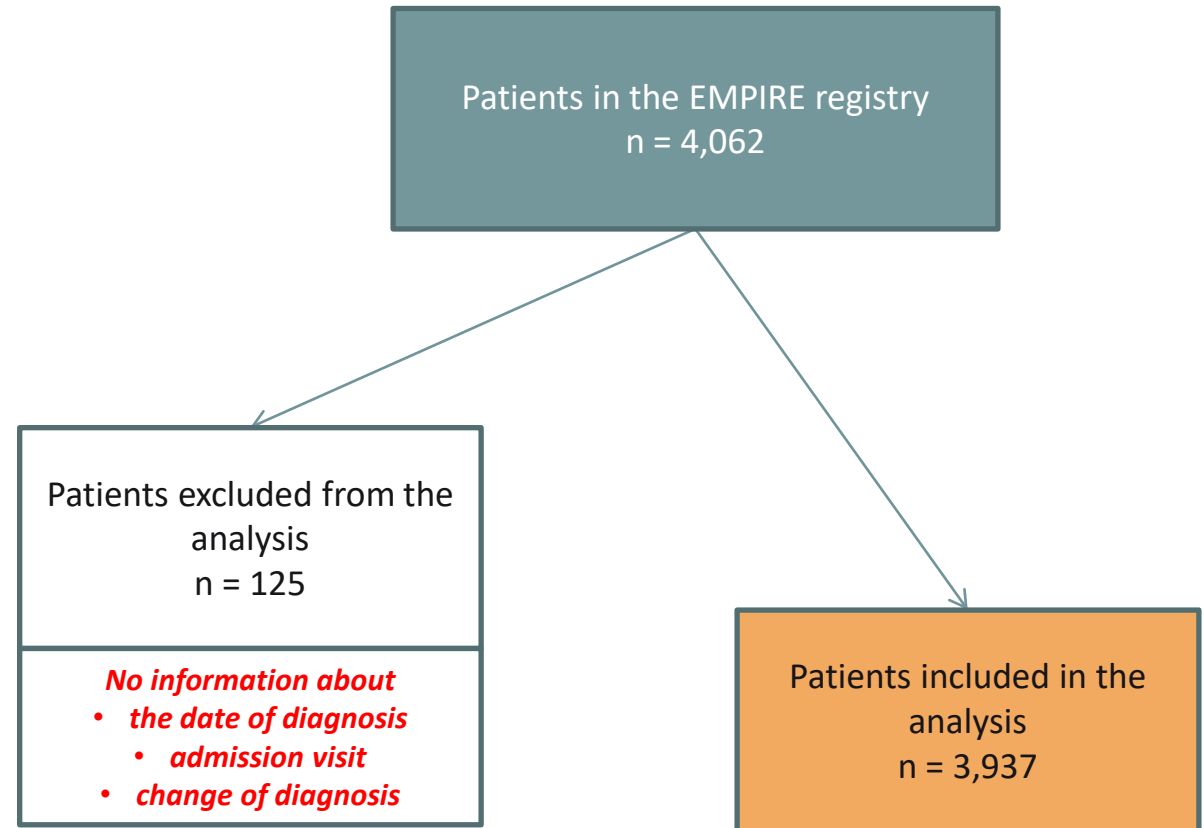 Patients in the EMPIRE registry
n = 4,062
Patients excluded from the
analysis
n = 125
No information about
• the date of diagnosis
• admission visit
• change of diagnosis
Patients included in the
analysis
n = 3,937